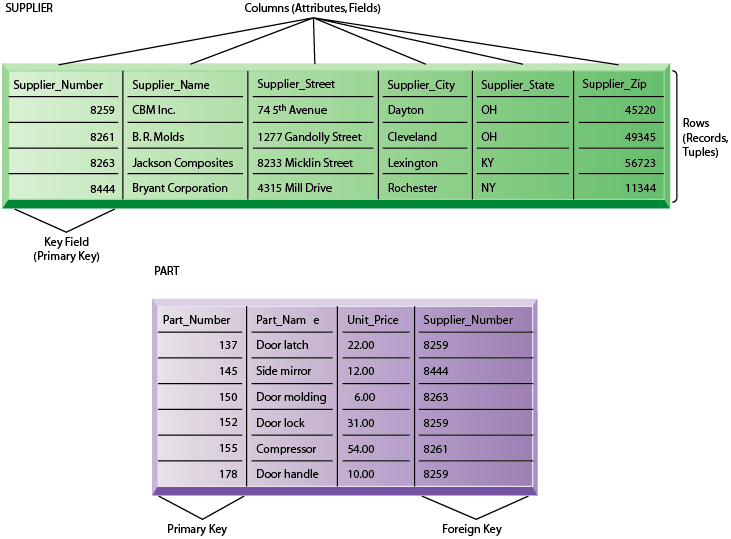 SUPPLIER
Columns (Attributes, Fields)
Supplier_Number Supplier_Name Supplier_Street Supplier_City Supplier_State Supplier_Zip
8259 CBM Inc. 74 5th Avenue Dayton OH 45220
8261 B. R. Molds 1277 Gandolly Street Cleveland OH 49345
8263 Jackson Composites 8233 Micklin Street Lexington KY 56723
8444 Bryant Corporation 4315 Mill Drive Rochester NY 11344
Rows
(Records,
Tuples)
Key Field
(Primary Key)
PART
Part_Number Part_Nam e Unit_Price Supplier_Number
137 Door latch 22.00 8259
145 Side mirror 12.00 8444
150 Door molding 6.00 8263
152 Door lock 31.00 8259
155 Compressor 54.00 8261
178 Door handle 10.00 8259
Primary Key
Foreign Key